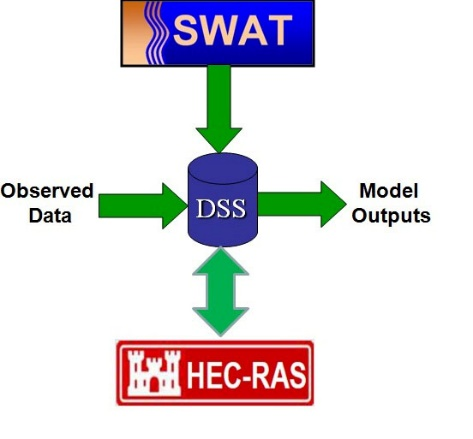 SWAT
Observed
Data
DSS
Model
Outputs
HEC-RAS